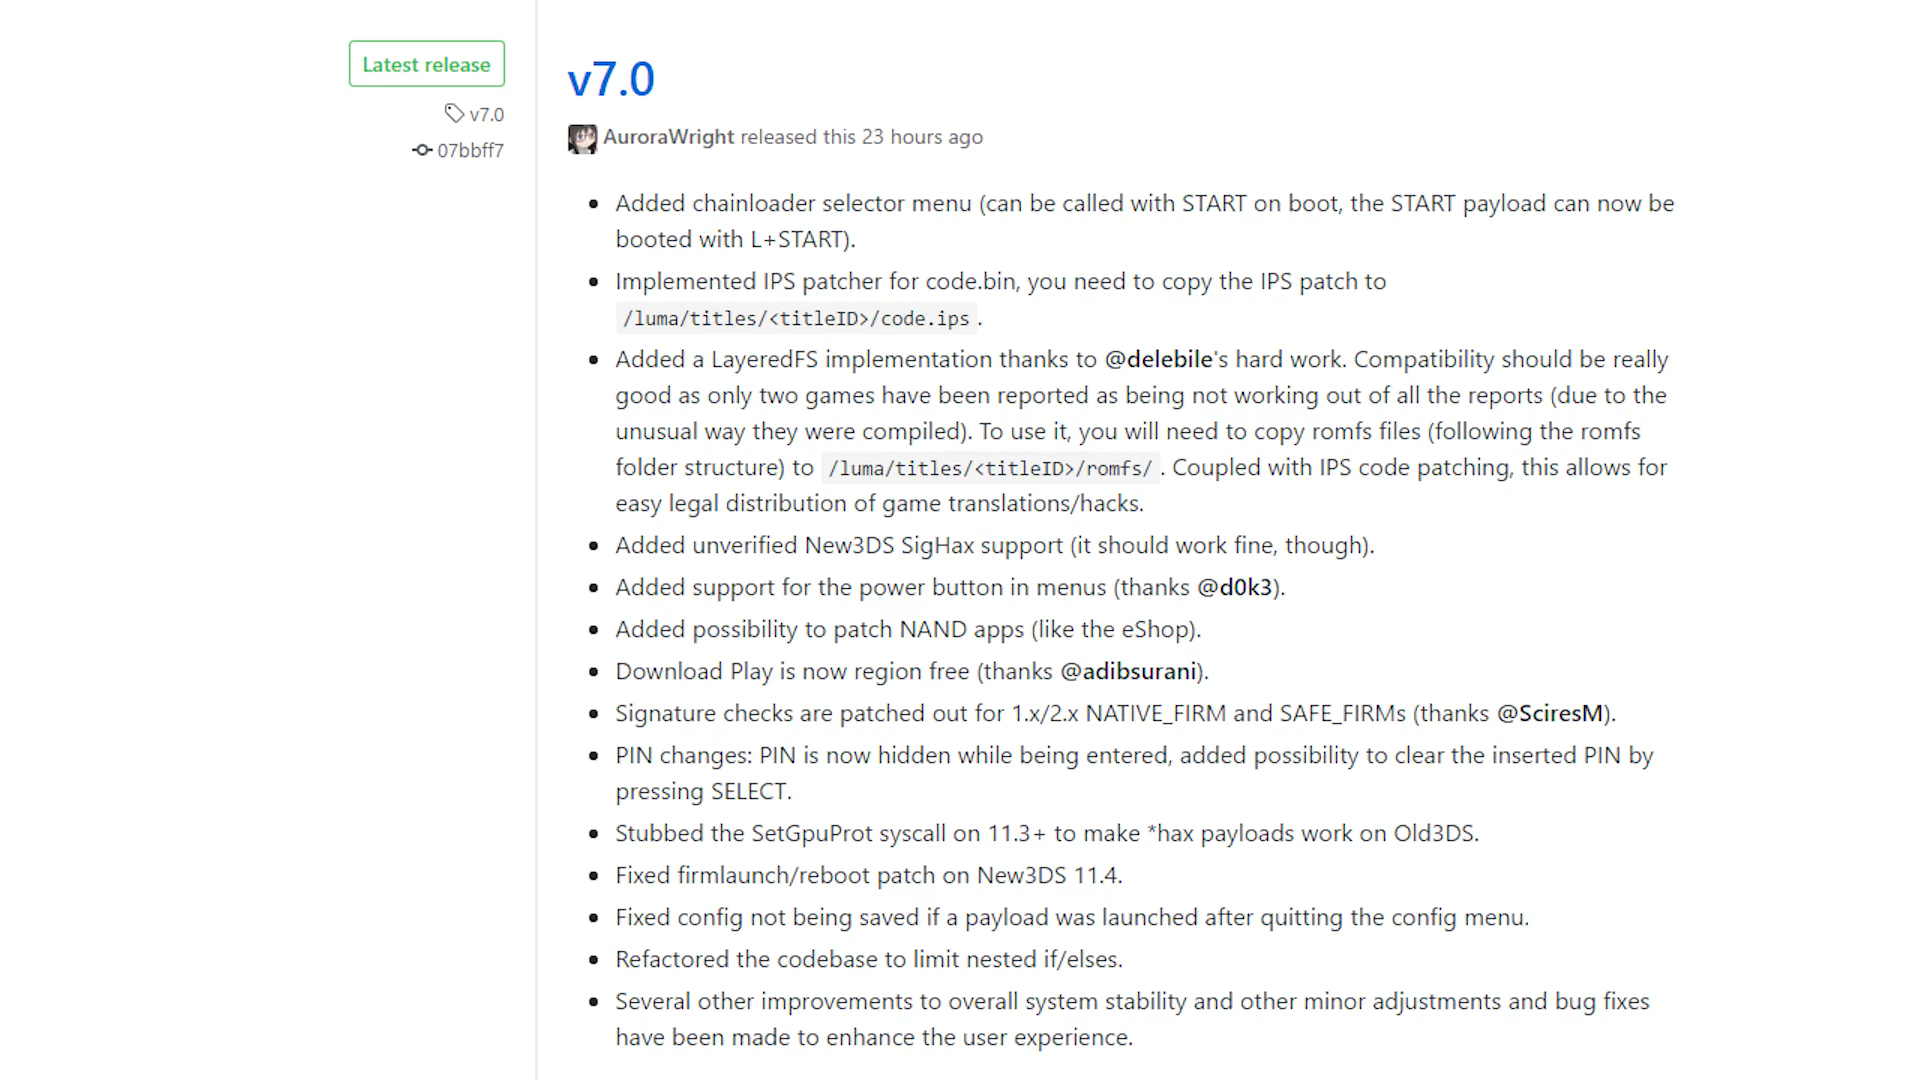 Latest release
v7.0
07bbff7
v7.0
AuroraWright released this 23 hours ago
Added chainloader selector menu (can be called with START on boot, the START payload can now be
booted with L+START).
Implemented IPS patcher for code.bin, you need to copy the IPS patch to
/luma/titles/<titleID>/code.ips .
Added a LayeredFS implementation thanks to @delebile's hard work. Compatibility should be really
good as only two games have been reported as being not working out of all the reports (due to the
unusual way they were compiled). To use it, you will need to copy romfs files (following the romfs
folder structure) to /luma/titles/<titleID>/romfs/ . Coupled with IPS code patching, this allows for
easy legal distribution of game translations/hacks.
Added unverified New3DS SigHax support (it should work fine, though).
Added support for the power button in menus (thanks @d0k3).
Added possibility to patch NAND apps (like the eShop).
Download Play is now region free (thanks @adibsurani).
Signature checks are patched out for 1.x/2.x NATIVE_FIRM and SAFE_FIRMs (thanks @SciresM).
PIN changes: PIN is now hidden while being entered, added possibility to clear the inserted PIN by
pressing SELECT.
Stubbed the SetGpuProt syscall on 11.3+ to make *hax payloads work on Old3DS.
Fixed firmlaunch/reboot patch on New3DS 11.4.
Fixed config not being saved if a payload was launched after quitting the config menu.
Refactored the codebase to limit nested if/elses.
Several other improvements to overall system stability and other minor adjustments and bug fixes
have been made to enhance the user experience.